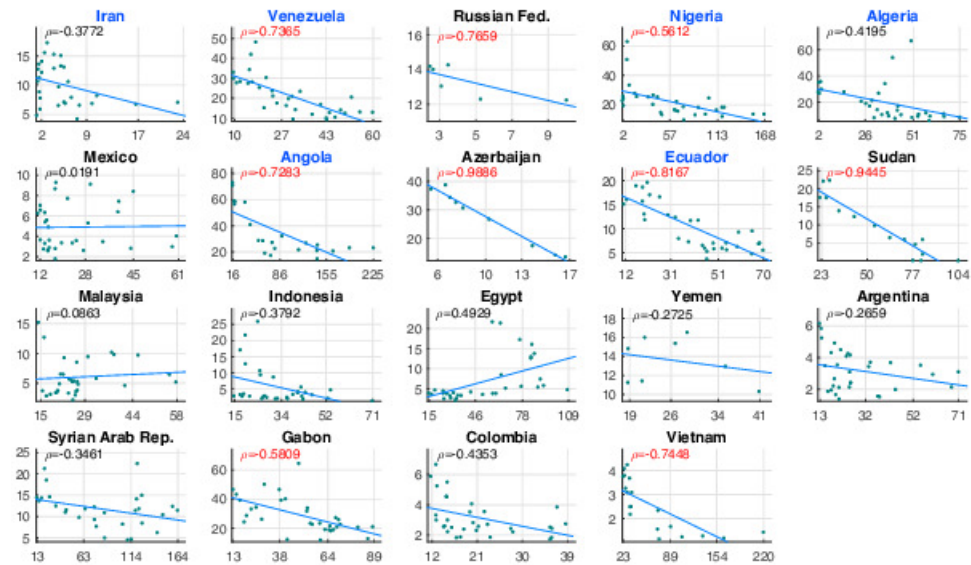 Iran Venezuela Russian Fed. Nigeria Algeria
ρ=-0.3772 ρ=-0.7365 ρ=-0.7659 ρ=-0.5612 ρ=-0.4195
15 10 5
50 40 30 20 10
16 14 12
60 40 20
60 40 20
2 9 17 24 10 27 43 60 3 5 7 9 2 57 113 168 2 26 51 75
Mexico Angola Azerbaijan Ecuador Sudan
ρ=0.0191 ρ=-0.7283 ρ=-0.9886 ρ=-0.8167 ρ=-0.9445
10 8 6 4 2
80 60 40 20
40 30 20
20 15 10 5
25 20 15 10 5
12 28 45 61 16 86 155 225 6 10 13 17 12 31 51 70 23 50 77 104
Malaysia Indonesia Egypt Yemen Argentina
ρ=0.0863 ρ=-0.3792 ρ=0.4929 ρ=-0.2725 ρ=-0.2659
15 10 5
30 25 20 15 10 5
20 15 10 5
18 16 14 12 10
6 4 2
15 29 44 58 15 34 52 71 15 46 78 109 19 26 34 41 13 32 52 71
Syrian Arab Rep. Gabon Colombia Vietnam
ρ=-0.3461 ρ=-0.5809 ρ=-0.4353 ρ=-0.7448
25 20 15 10 5
60 40 20
6 4 2
4 3 2
13 63 114 164 13 38 64 89 12 21 30 39 23 89 154 220